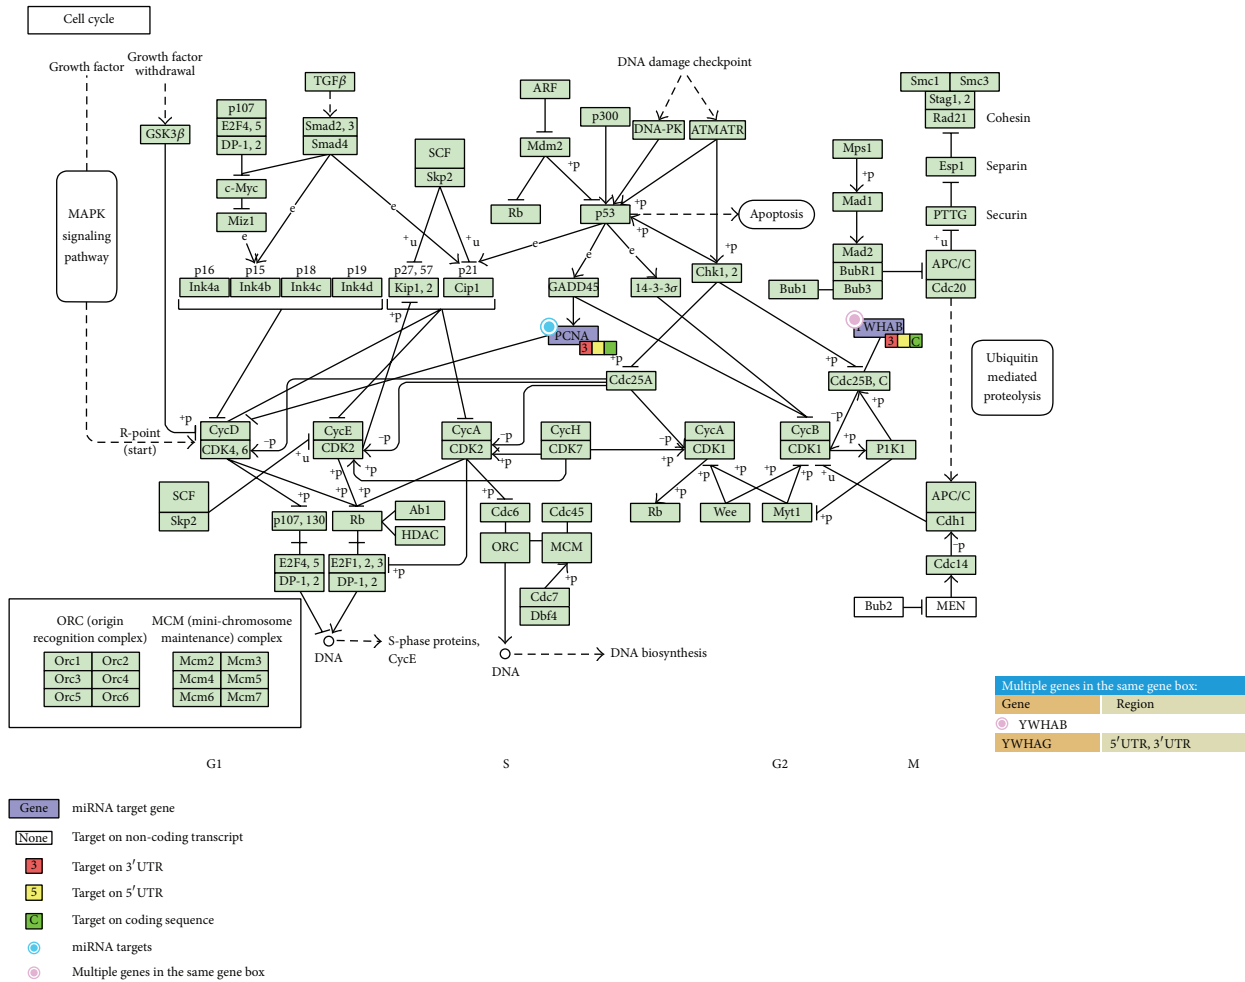 Cell cycle
Growth factor
Growth factor
withdrawal
TGFβ
ARF
DNA damage checkpoint
Smc1
Smc3
Stag1, 2
Rad21
Cohesin
GSK3β
p107
E2F4, 5
DP-1, 2
Smad2, 3
Smad4
p300
DNA-PK
ATMATR
SCF
Skp2
Mdm2
+p
Mps1
+p
Esp1
Separin
MAPK
signaling
pathway
c-Myc
Miz1
e
e
e
Rb
p53
+p
+p
Apoptosis
Mad1
PTTG
Securin
+u
+u
+u
e
e
e
+p
Mad2
BubR1
Bub3
Bub1
APC/C
Cdc20
p16
Ink4a
p15
Ink4b
p18
Ink4c
p19
Ink4d
p27, 57
Kip1, 2
p21
Cip1
GADD45
14-3-3σ
Chk1, 2
+p
PCNA
3
+p
YWHAB
3
C
+p
Ubiquitin
mediated
proteolysis
Cdc25A
Cdc25B, C
R-point
(start)
+p
CycD
CDK4, 6
−p
CycE
CDK2
−p
+u
+p
CycA
CDK2
−p
+p
CycH
CDK7
−p
+p
CycA
CDK1
CycB
CDK1
−p
+p
+p
P1K1
SCF
Skp2
+p
+p
+p
+p
+p
+p
+p
+u
+p
p107, 130
Rb
Ab1
HDAC
Cdc6
Cdc45
Rb
Wee
Myt1
APC/C
Cdh1
−p
E2F4, 5
DP-1, 2
E2F1, 2, 3
DP-1, 2
+p
ORC
MCM
+p
Cdc7
Dbf4
Cdc14
Bub2
MEN
ORC (origin
recognition complex)
MCM (mini-chromosome
maintenance) complex
Orc1
Orc2
Mcm2
Mcm3
Orc3
Orc4
Mcm4
Mcm5
Orc5
Orc6
Mcm6
Mcm7
DNA
S-phase proteins,
CycE
DNA
DNA biosynthesis
Multiple genes in the same gene box:
Gene
Region
YWHAB
YWHAG
5′UTR, 3′UTR
G1
S
G2
M
Gene
miRNA target gene
None
Target on non-coding transcript
3
Target on 3′UTR
5
Target on 5′UTR
C
Target on coding sequence
miRNA targets
Multiple genes in the same gene box